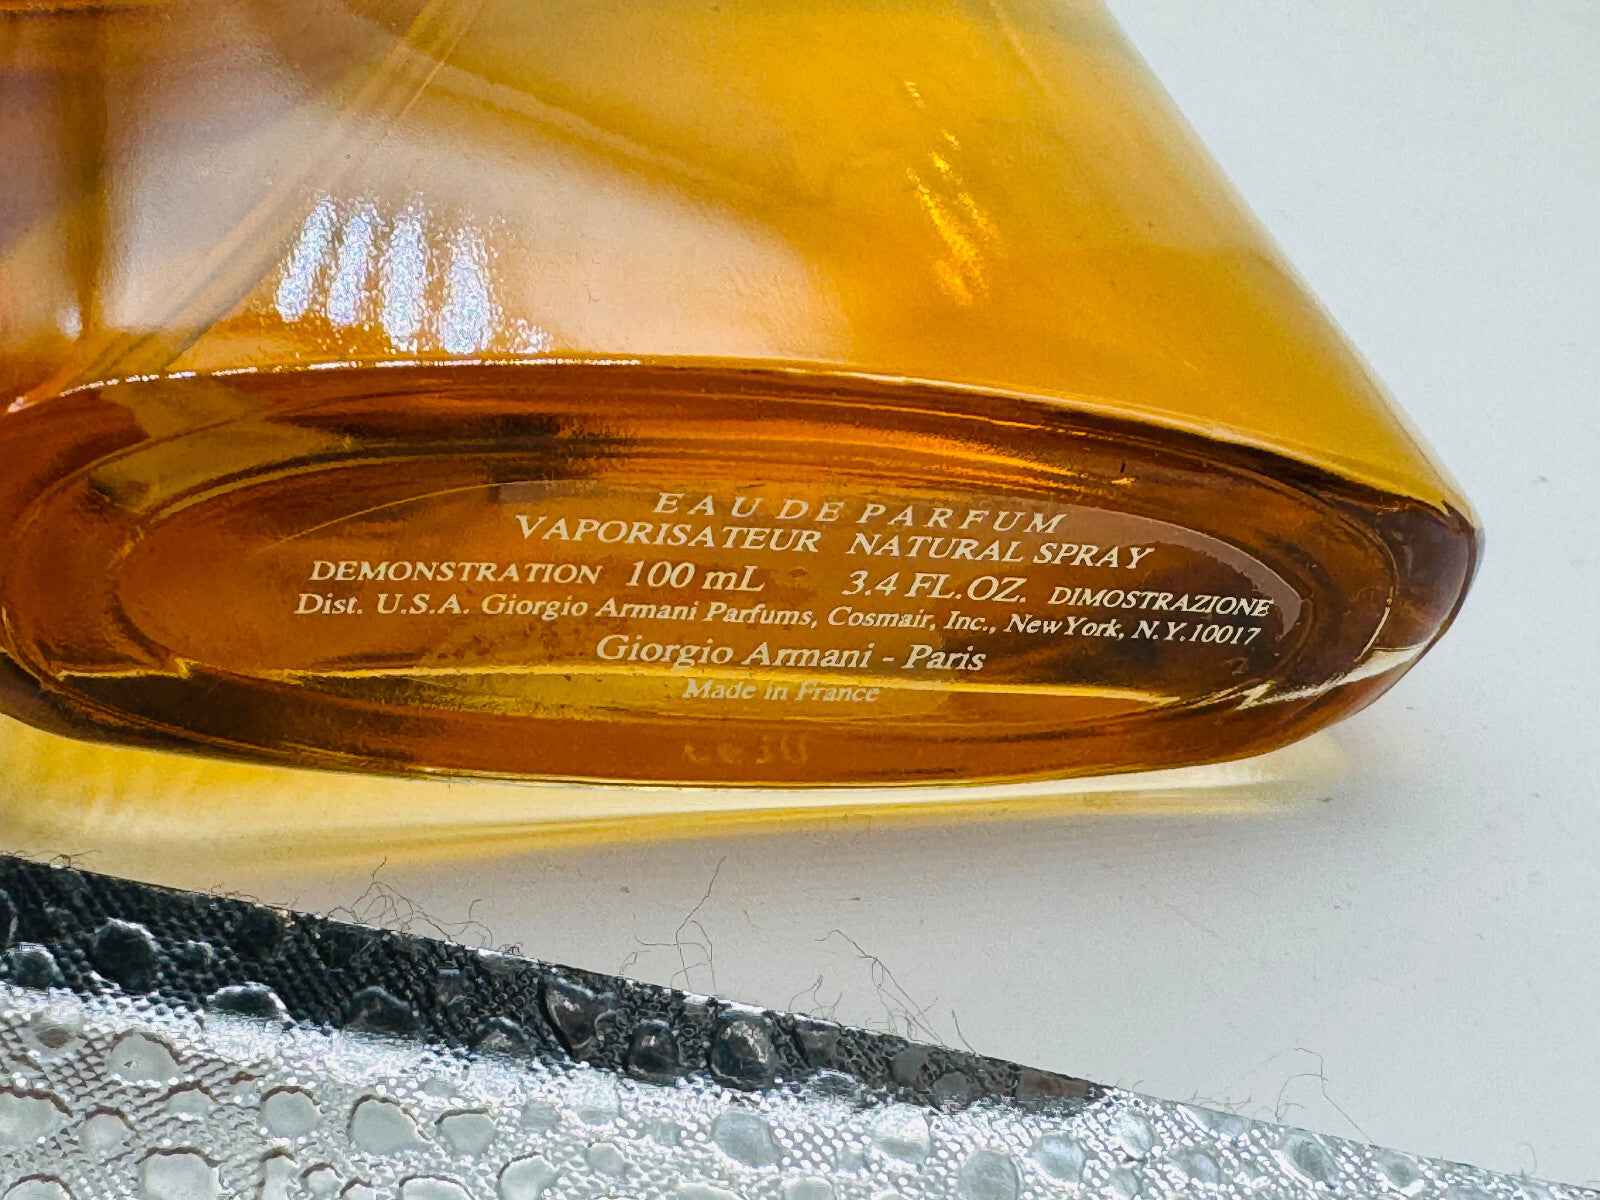 EAU DE PARFUM
VAPORISATEUR NATURAL SPRAY
DEMONSTRATION 100 mL 3.4 FL.OZ. DIMOSTRAZIONE
Dist. U.S.A. Giorgio Armani Parfums, Cosmair, Inc., New York, N.Y. 10017
Giorgio Armani - Paris
Made in France